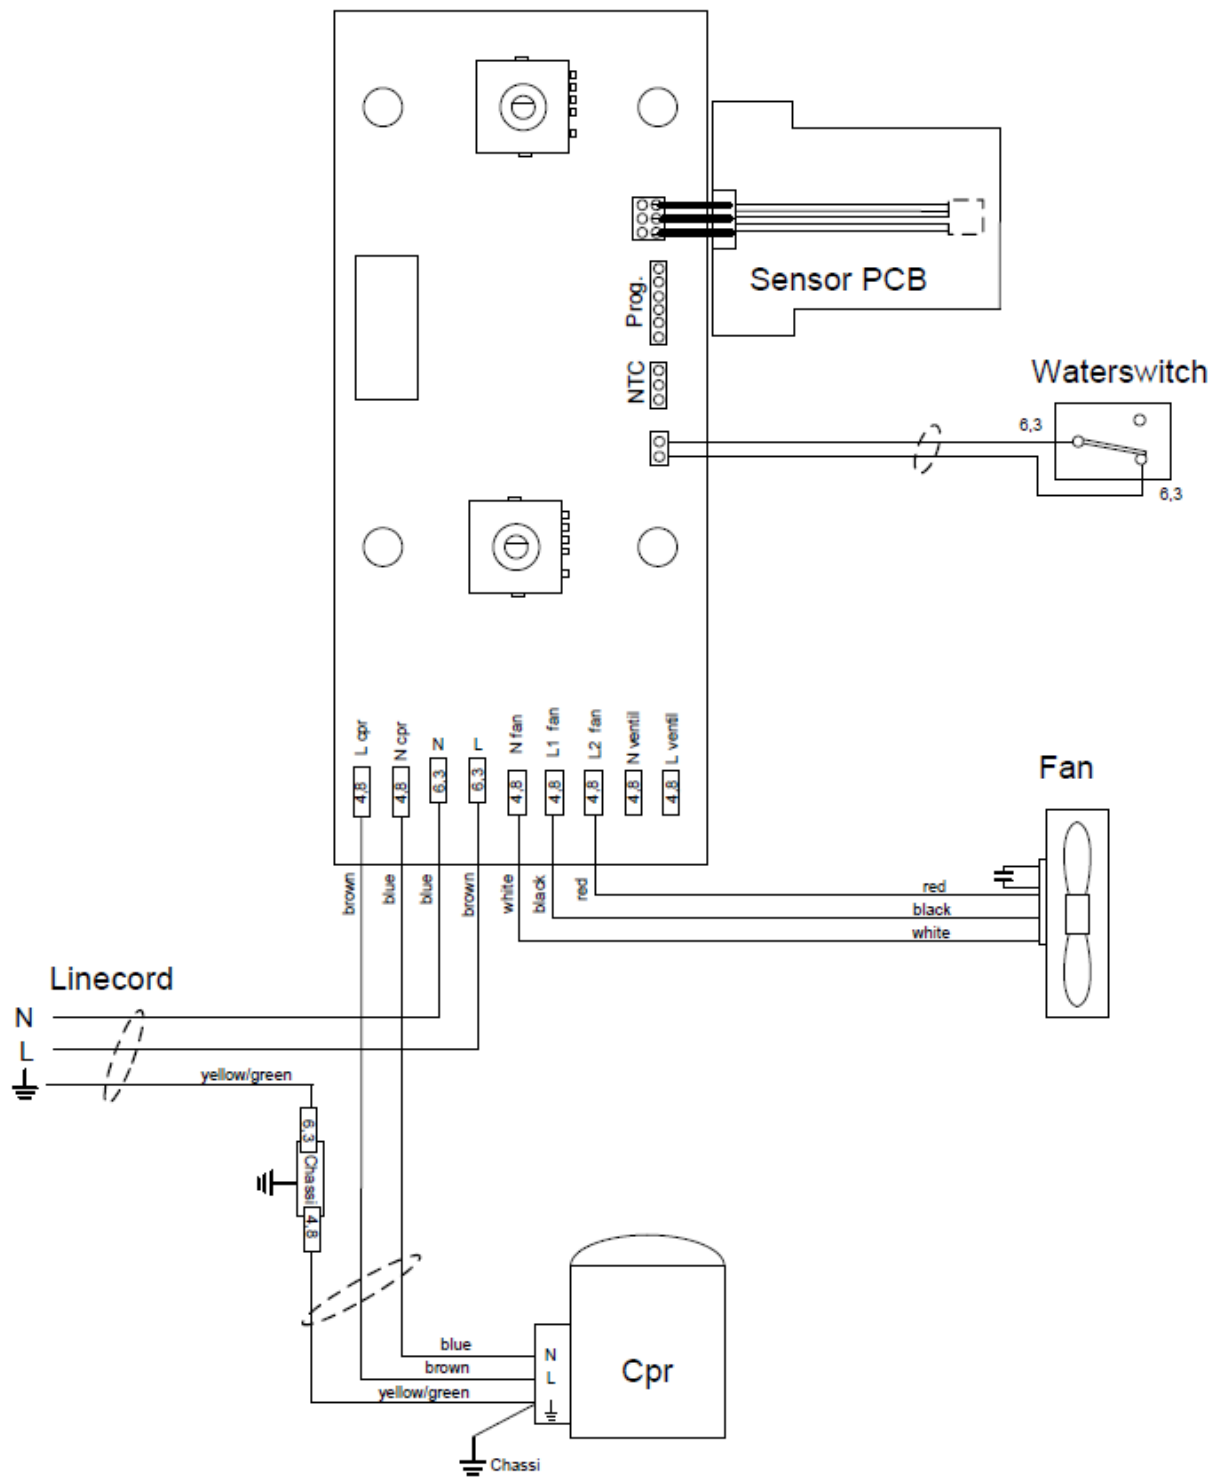 Sensor PCB
Prog.
NTC
Waterswitch
6,3
6,3
L cpr
N cpr
N
L
N fan
L1 fan
L2 fan
N ventil
L ventil
4,8
4,8
6,3
6,3
4,8
4,8
4,8
4,8
4,8
Fan
brown
blue
blue
brown
white
black
red
red
black
white
Linecord
N
L
yellow/green
6,3
Chassi
4,8
blue
brown
yellow/green
N
L
Cpr
Chassi